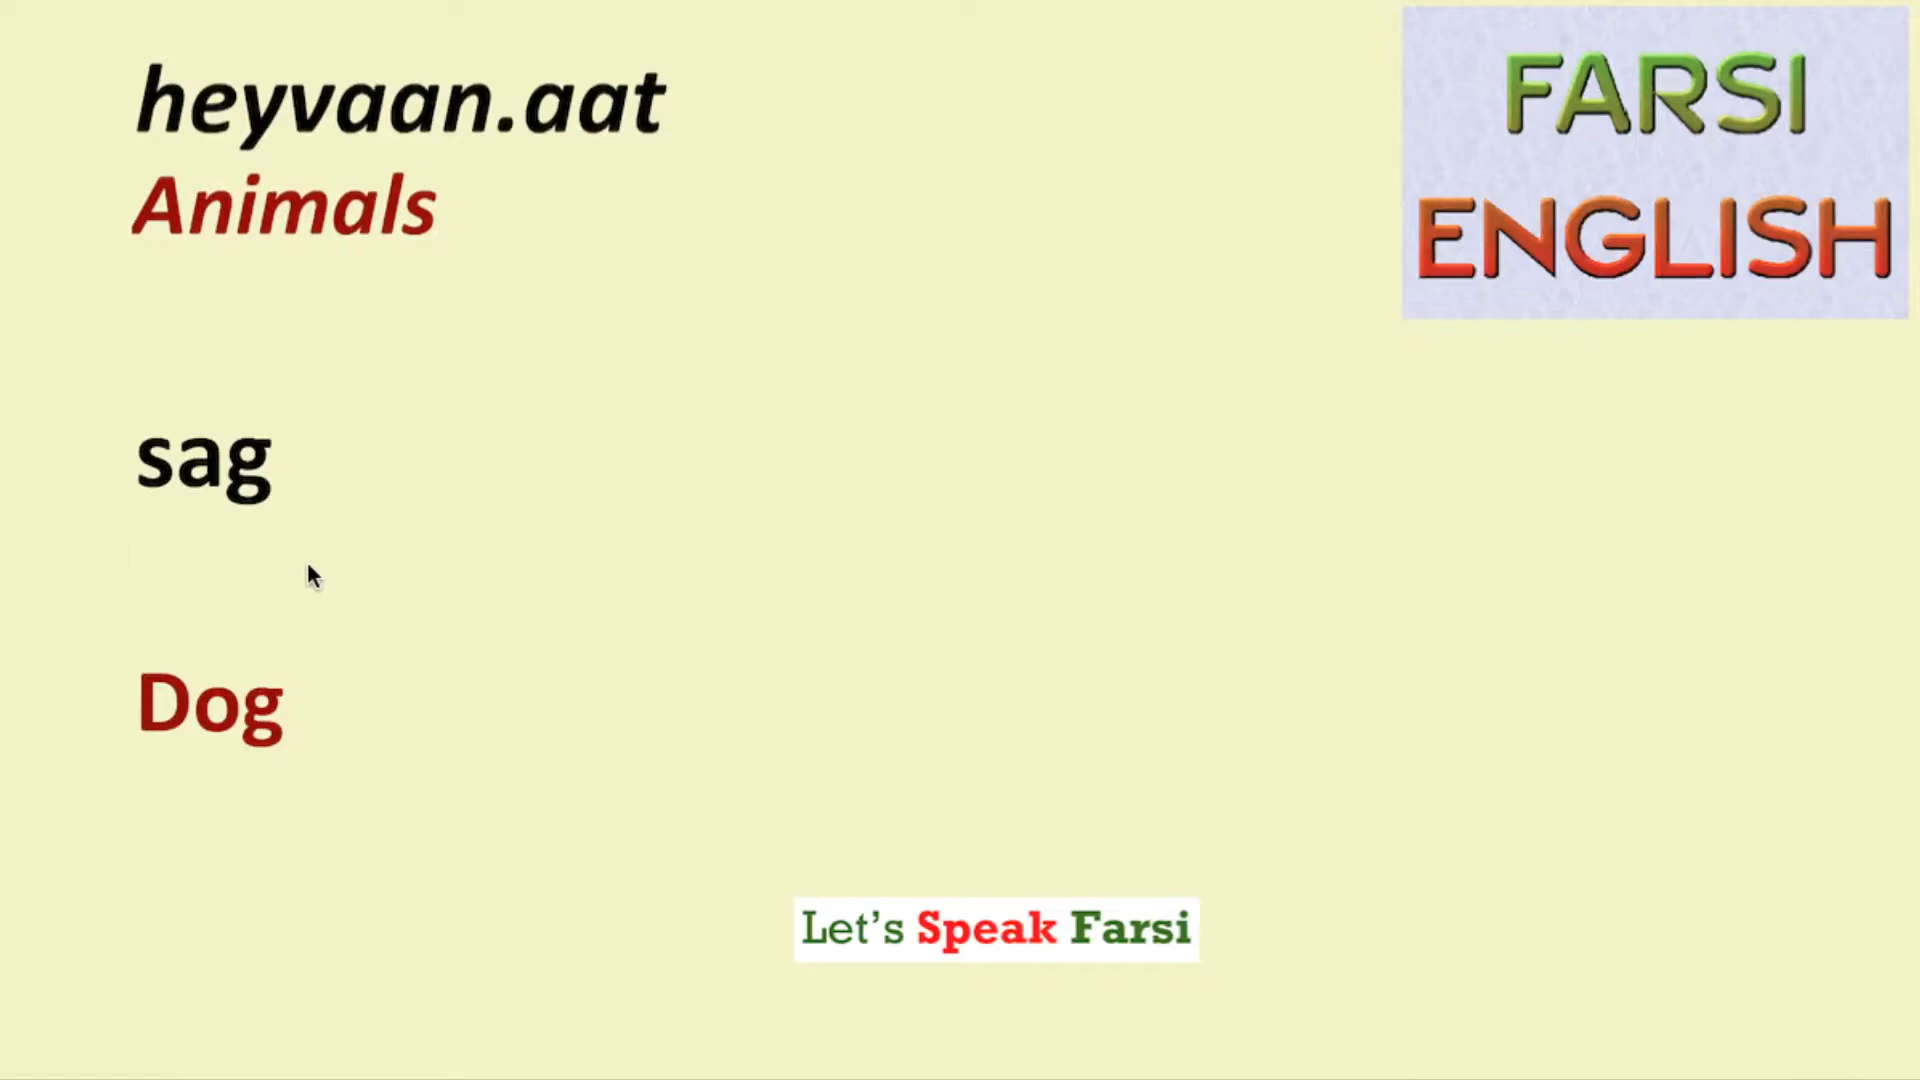 heyvaan.aat
Animals
FARSI
ENGLISH
sag
Dog
Let's Speak Farsi